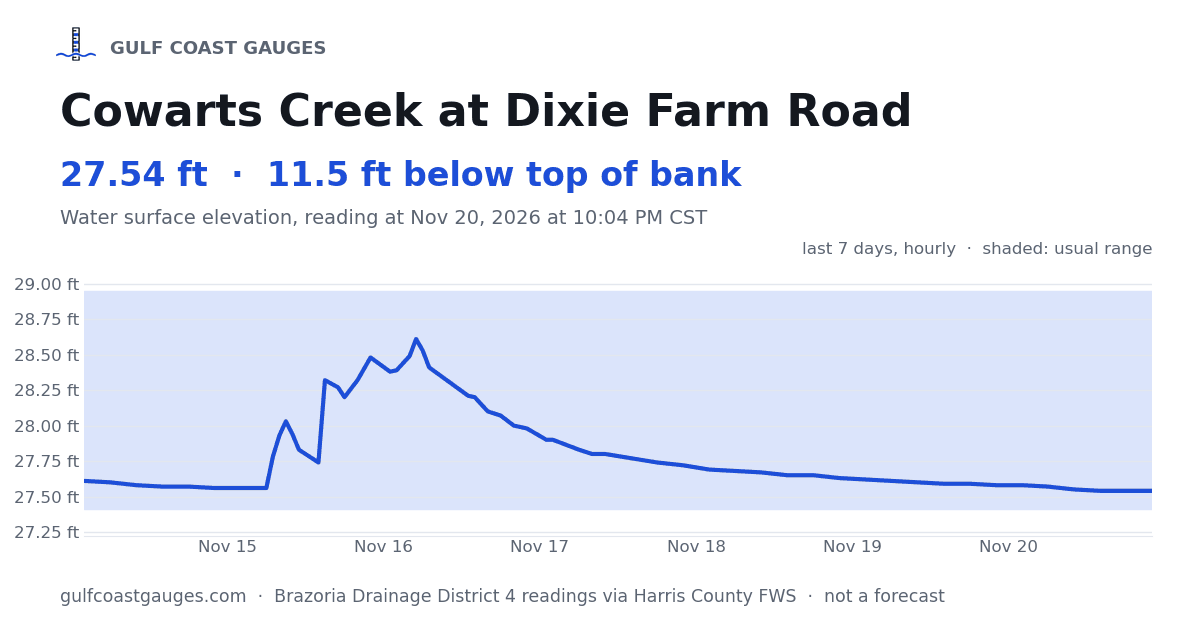 GULF COAST GAUGES
Cowarts Creek at Dixie Farm Road
27.54 ft · 11.5 ft below top of bank
Water surface elevation, reading at Nov 20, 2026 at 10:04 PM CST
last 7 days, hourly · shaded: usual range
29.00 ft
28.75 ft
28.50 ft
28.25 ft
28.00 ft
27.75 ft
27.50 ft
27.25 ft
Nov 15 Nov 16 Nov 17 Nov 18 Nov 19 Nov 20
gulfcoastgauges.com · Brazoria Drainage District 4 readings via Harris County FWS · not a forecast